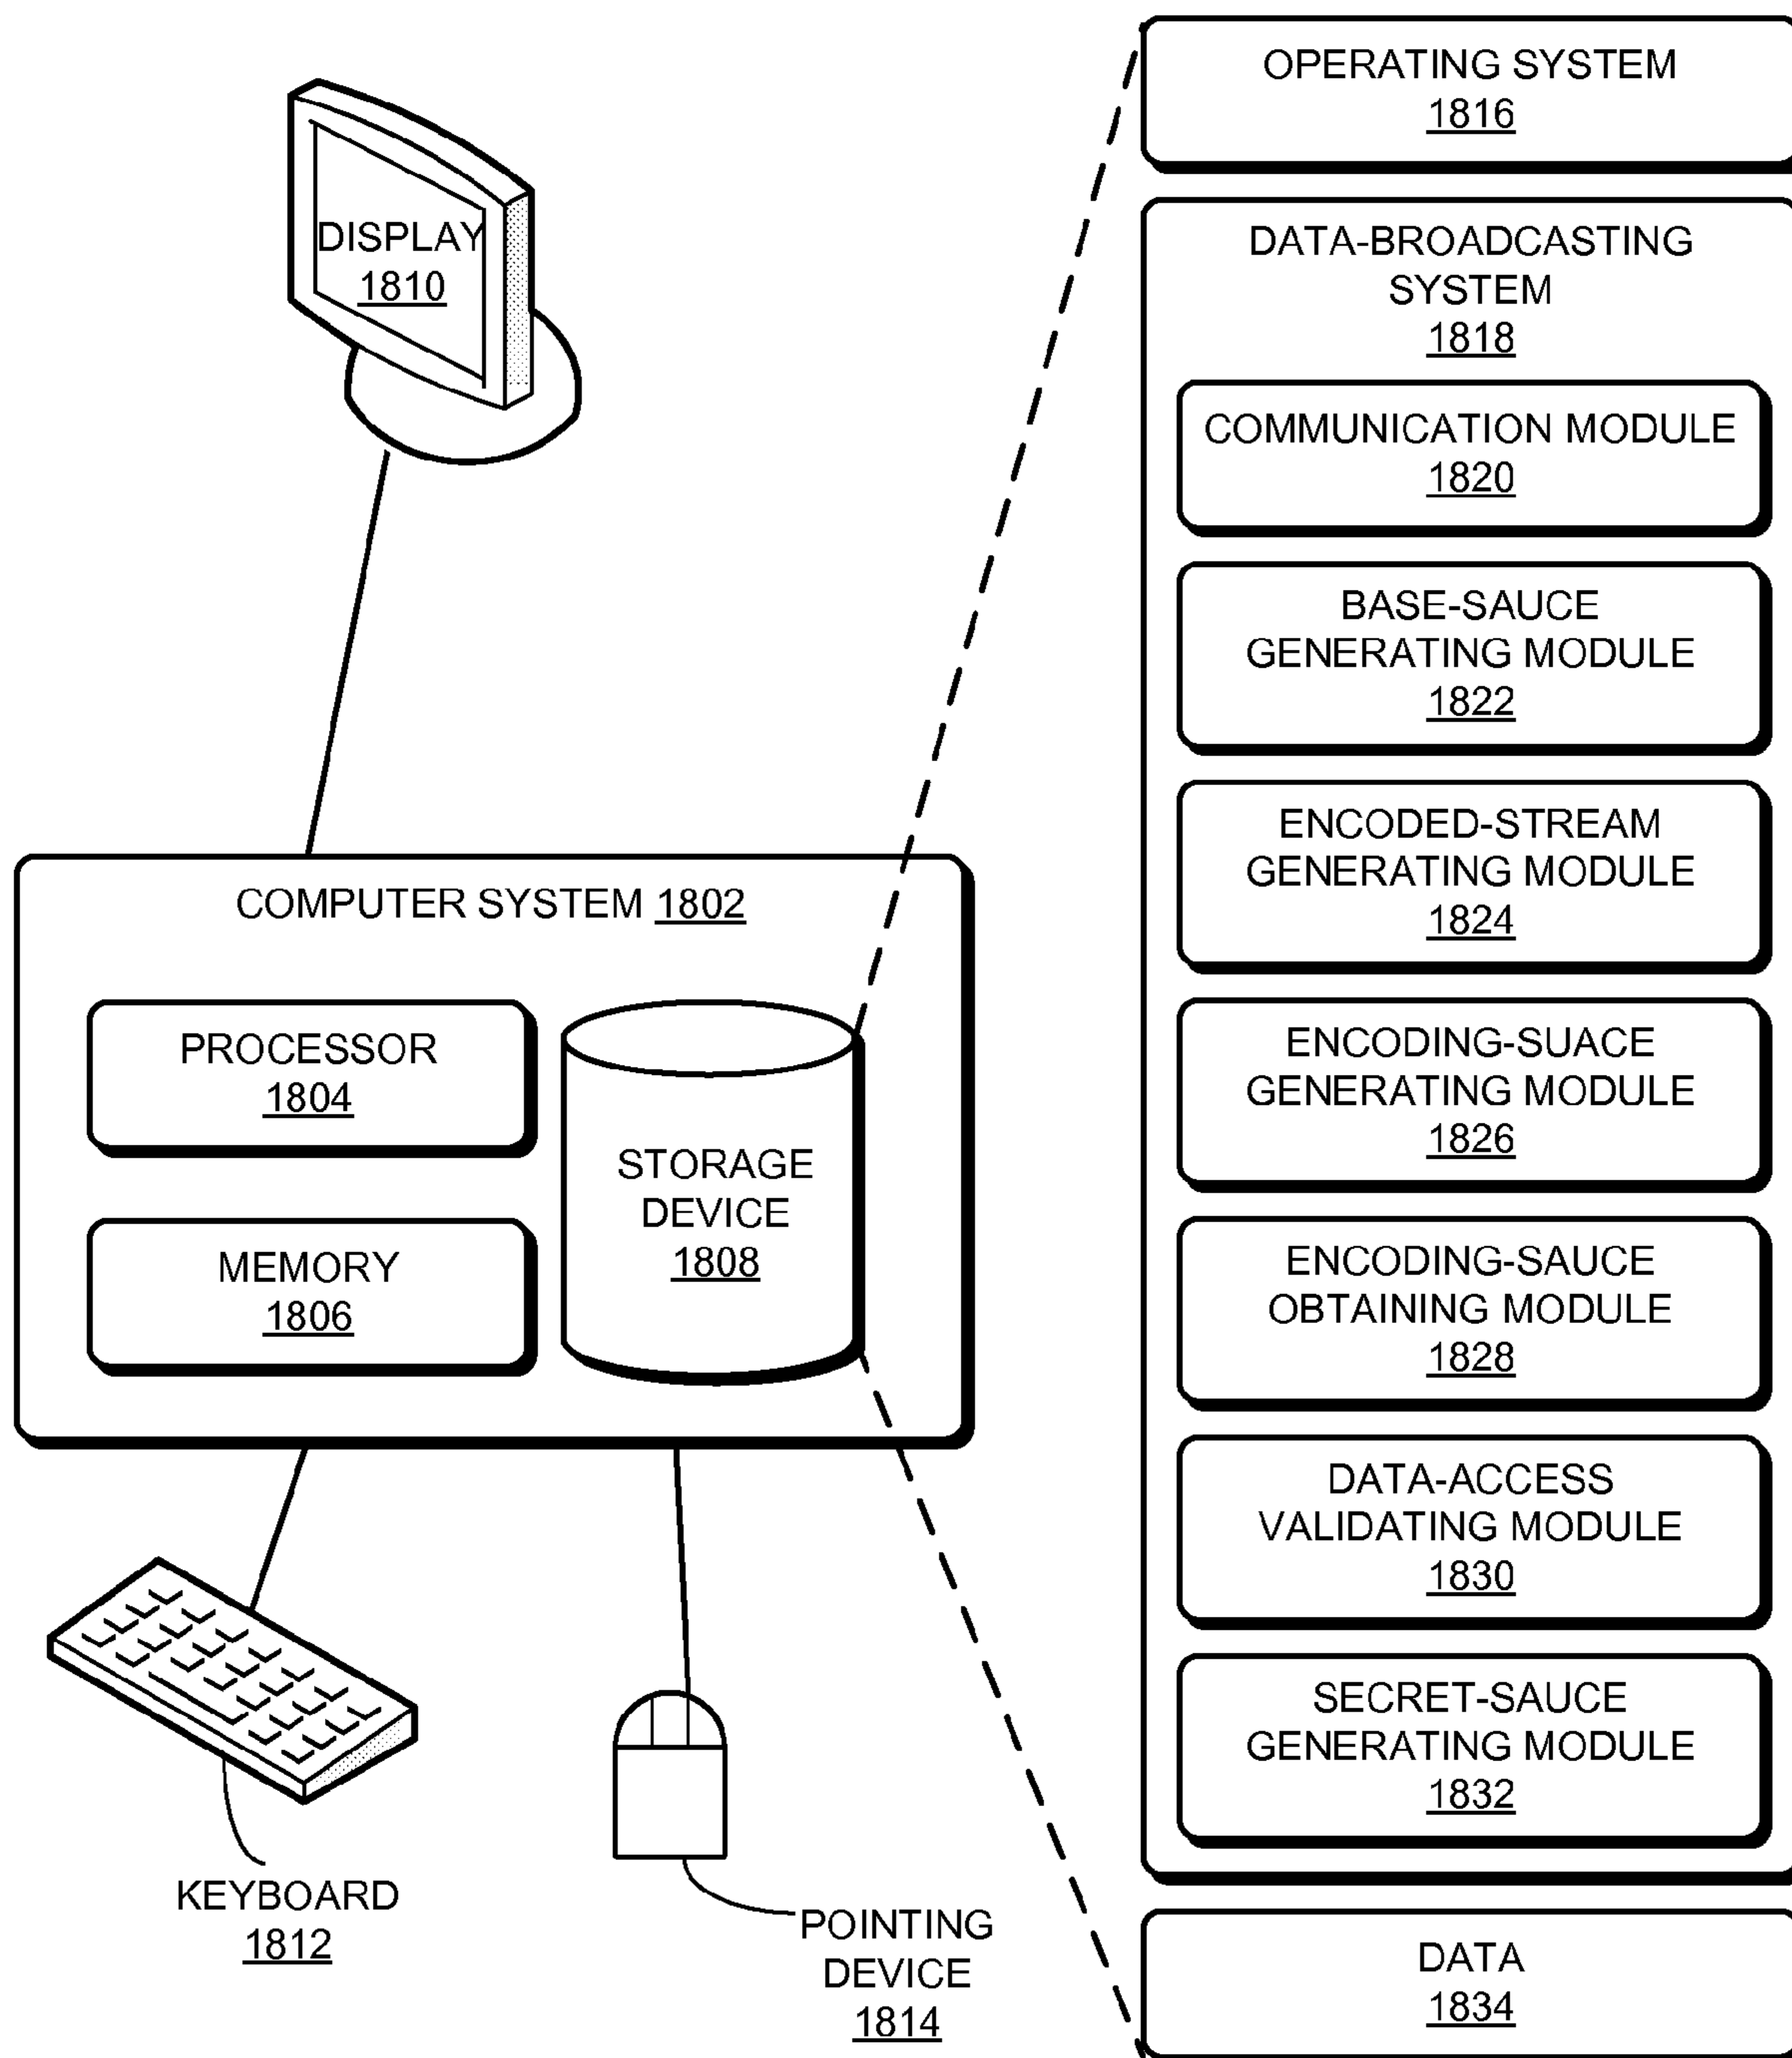 DISPLAY
1810
COMPUTER SYSTEM 1802
PROCESSOR
1804
MEMORY
1806
STORAGE
DEVICE
1808
KEYBOARD
1812
POINTING
DEVICE
1814
OPERATING SYSTEM
1816
DATA-BROADCASTING
SYSTEM
1818
COMMUNICATION MODULE
1820
BASE-SAUCE
GENERATING MODULE
1822
ENCODED-STREAM
GENERATING MODULE
1824
ENCODING-SUACE
GENERATING MODULE
1826
ENCODING-SAUCE
OBTAINING MODULE
1828
DATA-ACCESS
VALIDATING MODULE
1830
SECRET-SAUCE
GENERATING MODULE
1832
DATA
1834